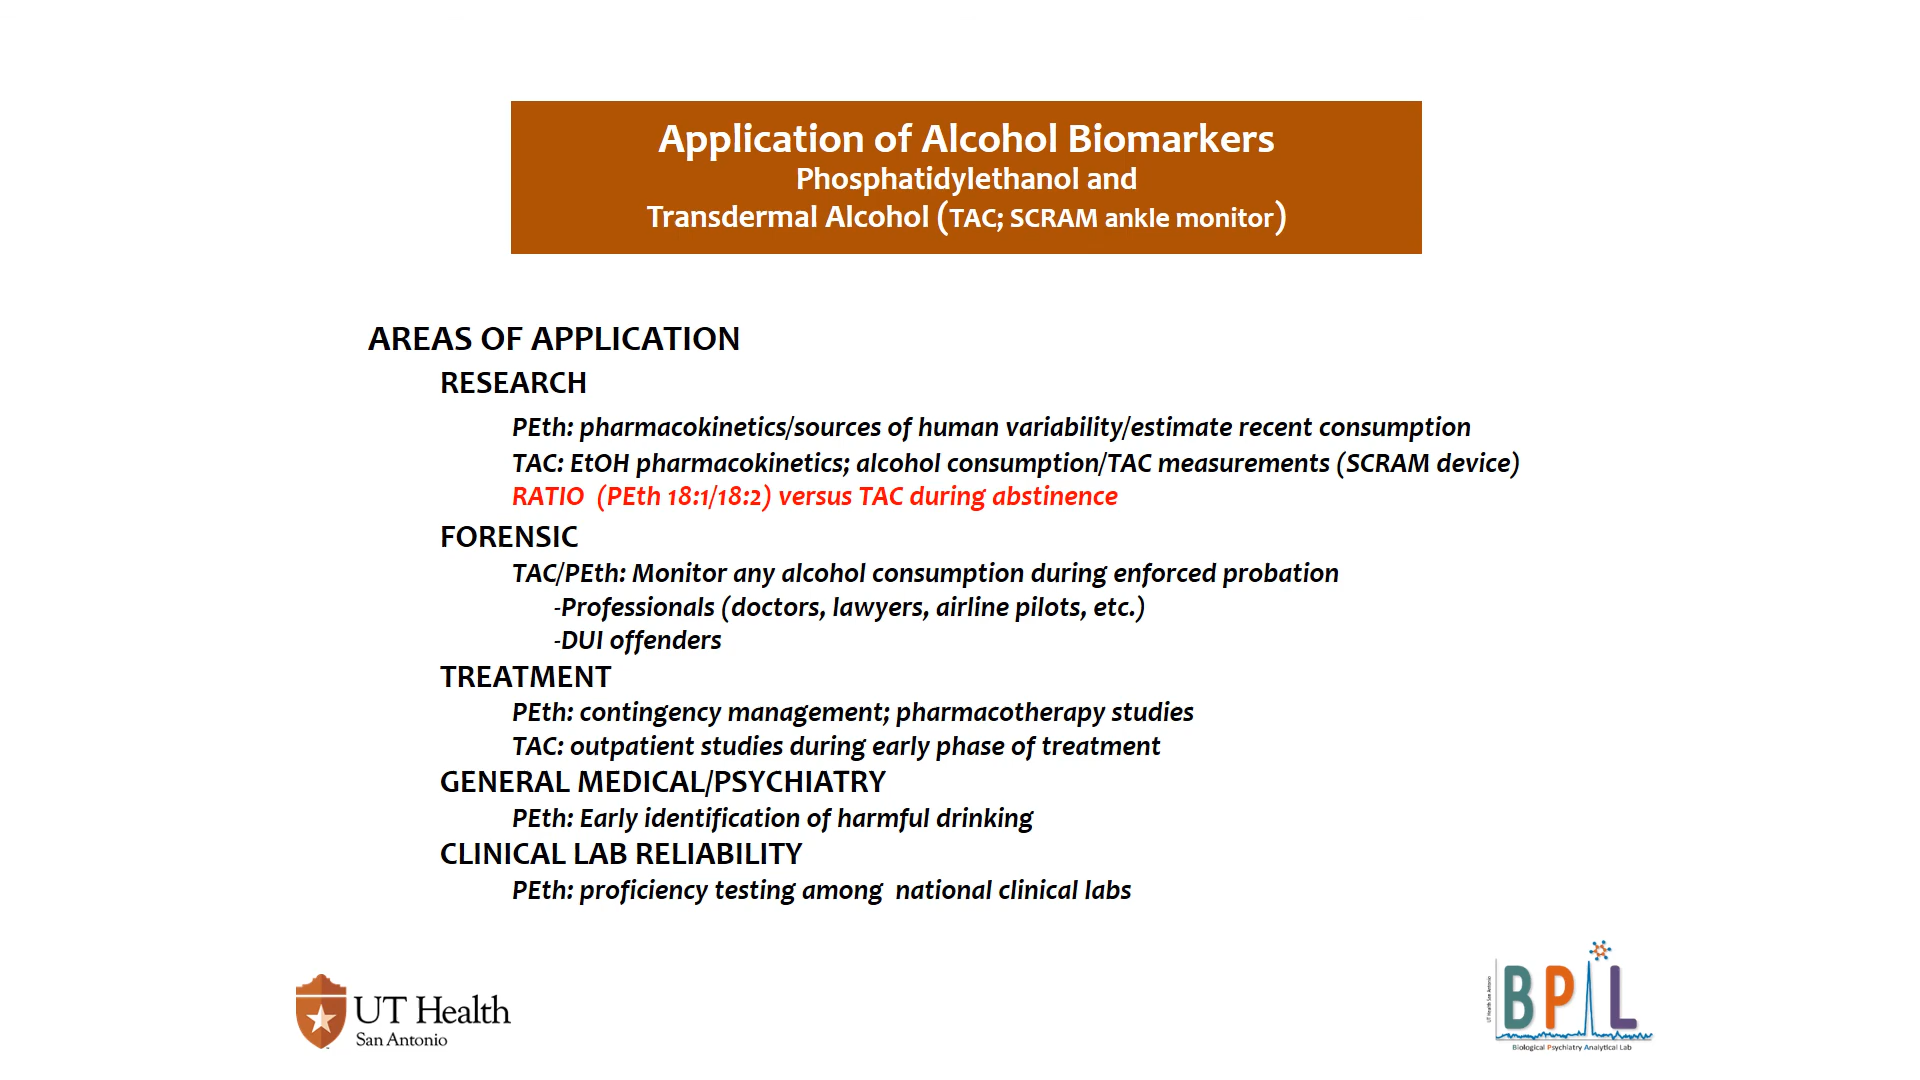 Application of Alcohol Biomarkers
Phosphatidylethanol and
Transdermal Alcohol (TAC; SCRAM ankle monitor)
AREAS OF APPLICATION
RESEARCH
PEth: pharmacokinetics/sources of human variability/estimate recent consumption
TAC: EtOH pharmacokinetics; alcohol consumption/TAC measurements (SCRAM device)
RATIO (PEth 18:1/18:2) versus TAC during abstinence
FORENSIC
TAC/PEth: Monitor any alcohol consumption during enforced probation
-Professionals (doctors, lawyers, airline pilots, etc.)
-DUI offenders
TREATMENT
PEth: contingency management; pharmacotherapy studies
TAC: outpatient studies during early phase of treatment
GENERAL MEDICAL/PSYCHIATRY
PEth: Early identification of harmful drinking
CLINICAL LAB RELIABILITY
PEth: proficiency testing among national clinical labs
UT Health
San Antonio
UT Health San Antonio
BPAL
Biological Psychiatry Analytical Lab